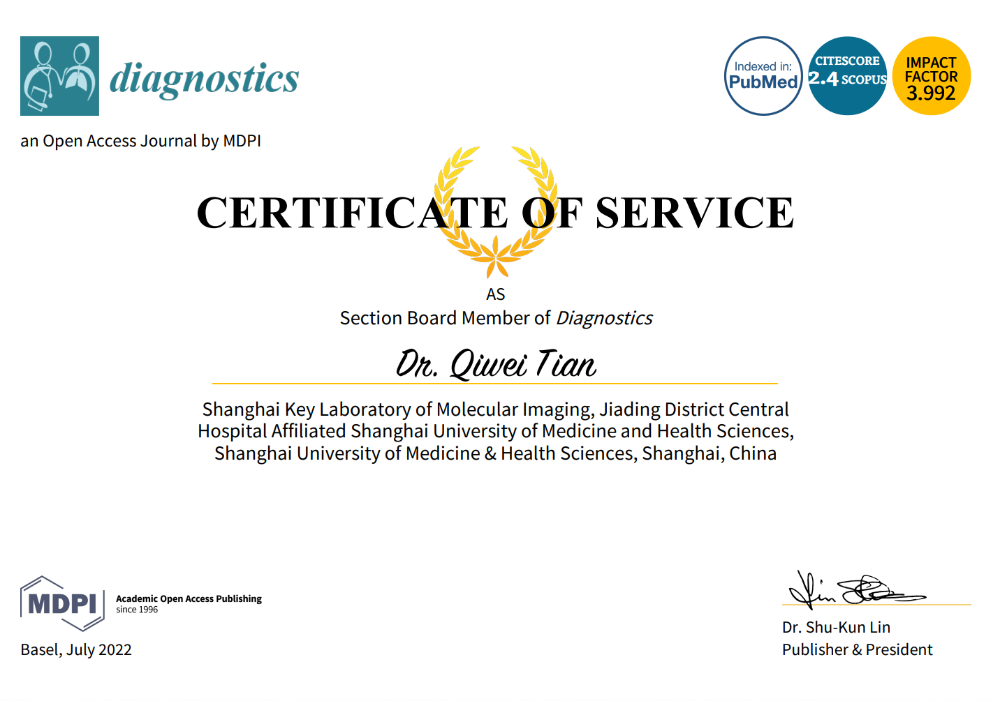 diagnostics
an Open Access Journal by MDPI
Indexed in:
PubMed
CITESCORE
2.4 SCOPUS
IMPACT
FACTOR
3.992
CERTIFICATE OF SERVICE
AS
Section Board Member of Diagnostics
Dr. Qiwei Tian
Shanghai Key Laboratory of Molecular Imaging, Jiading District Central
Hospital Affiliated Shanghai University of Medicine and Health Sciences,
Shanghai University of Medicine & Health Sciences, Shanghai, China
MDPI
Academic Open Access Publishing
since 1996
Basel, July 2022
Dr. Shu-Kun Lin
Publisher & President